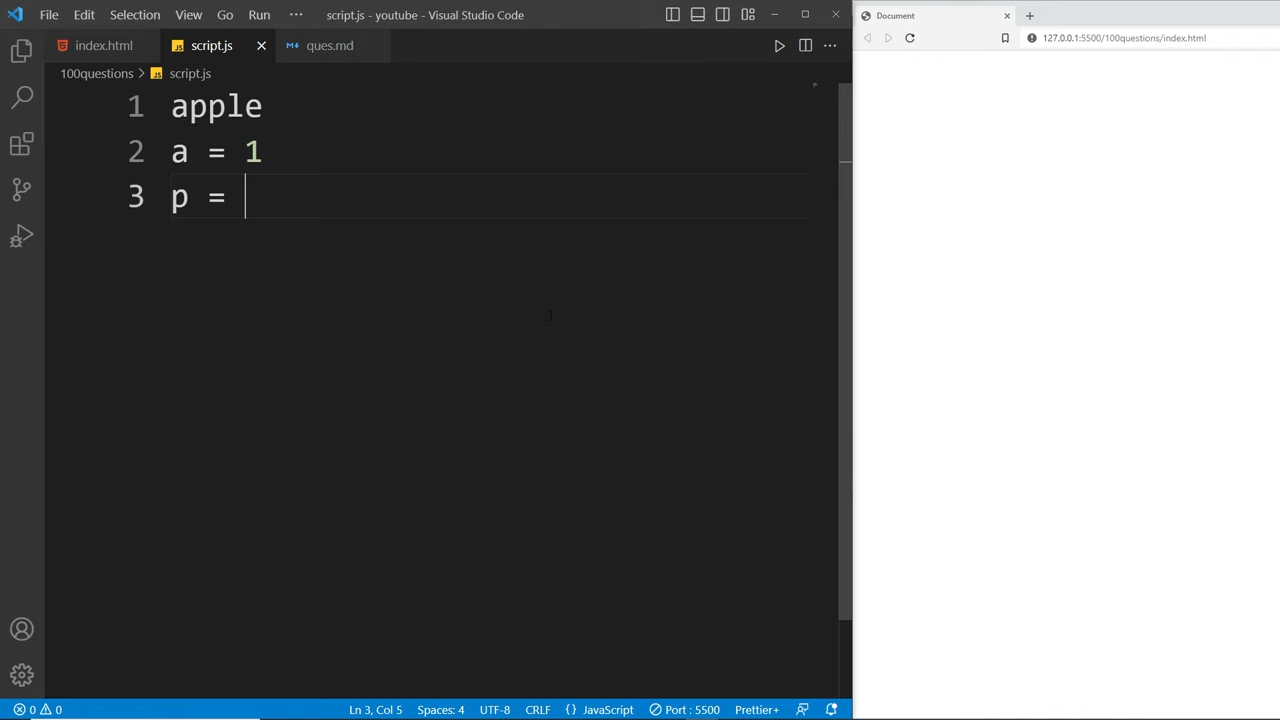 File Edit Selection View Go Run ··· script.js - youtube - Visual Studio Code
Document
index.html script.js ques.md
127.0.0.1:5500/100questions/index.html
100questions > script.js
1 apple
2 a = 1
3 p =
0 0 Ln 3, Col 5 Spaces: 4 UTF-8 CRLF {} JavaScript Port : 5500 Prettier+